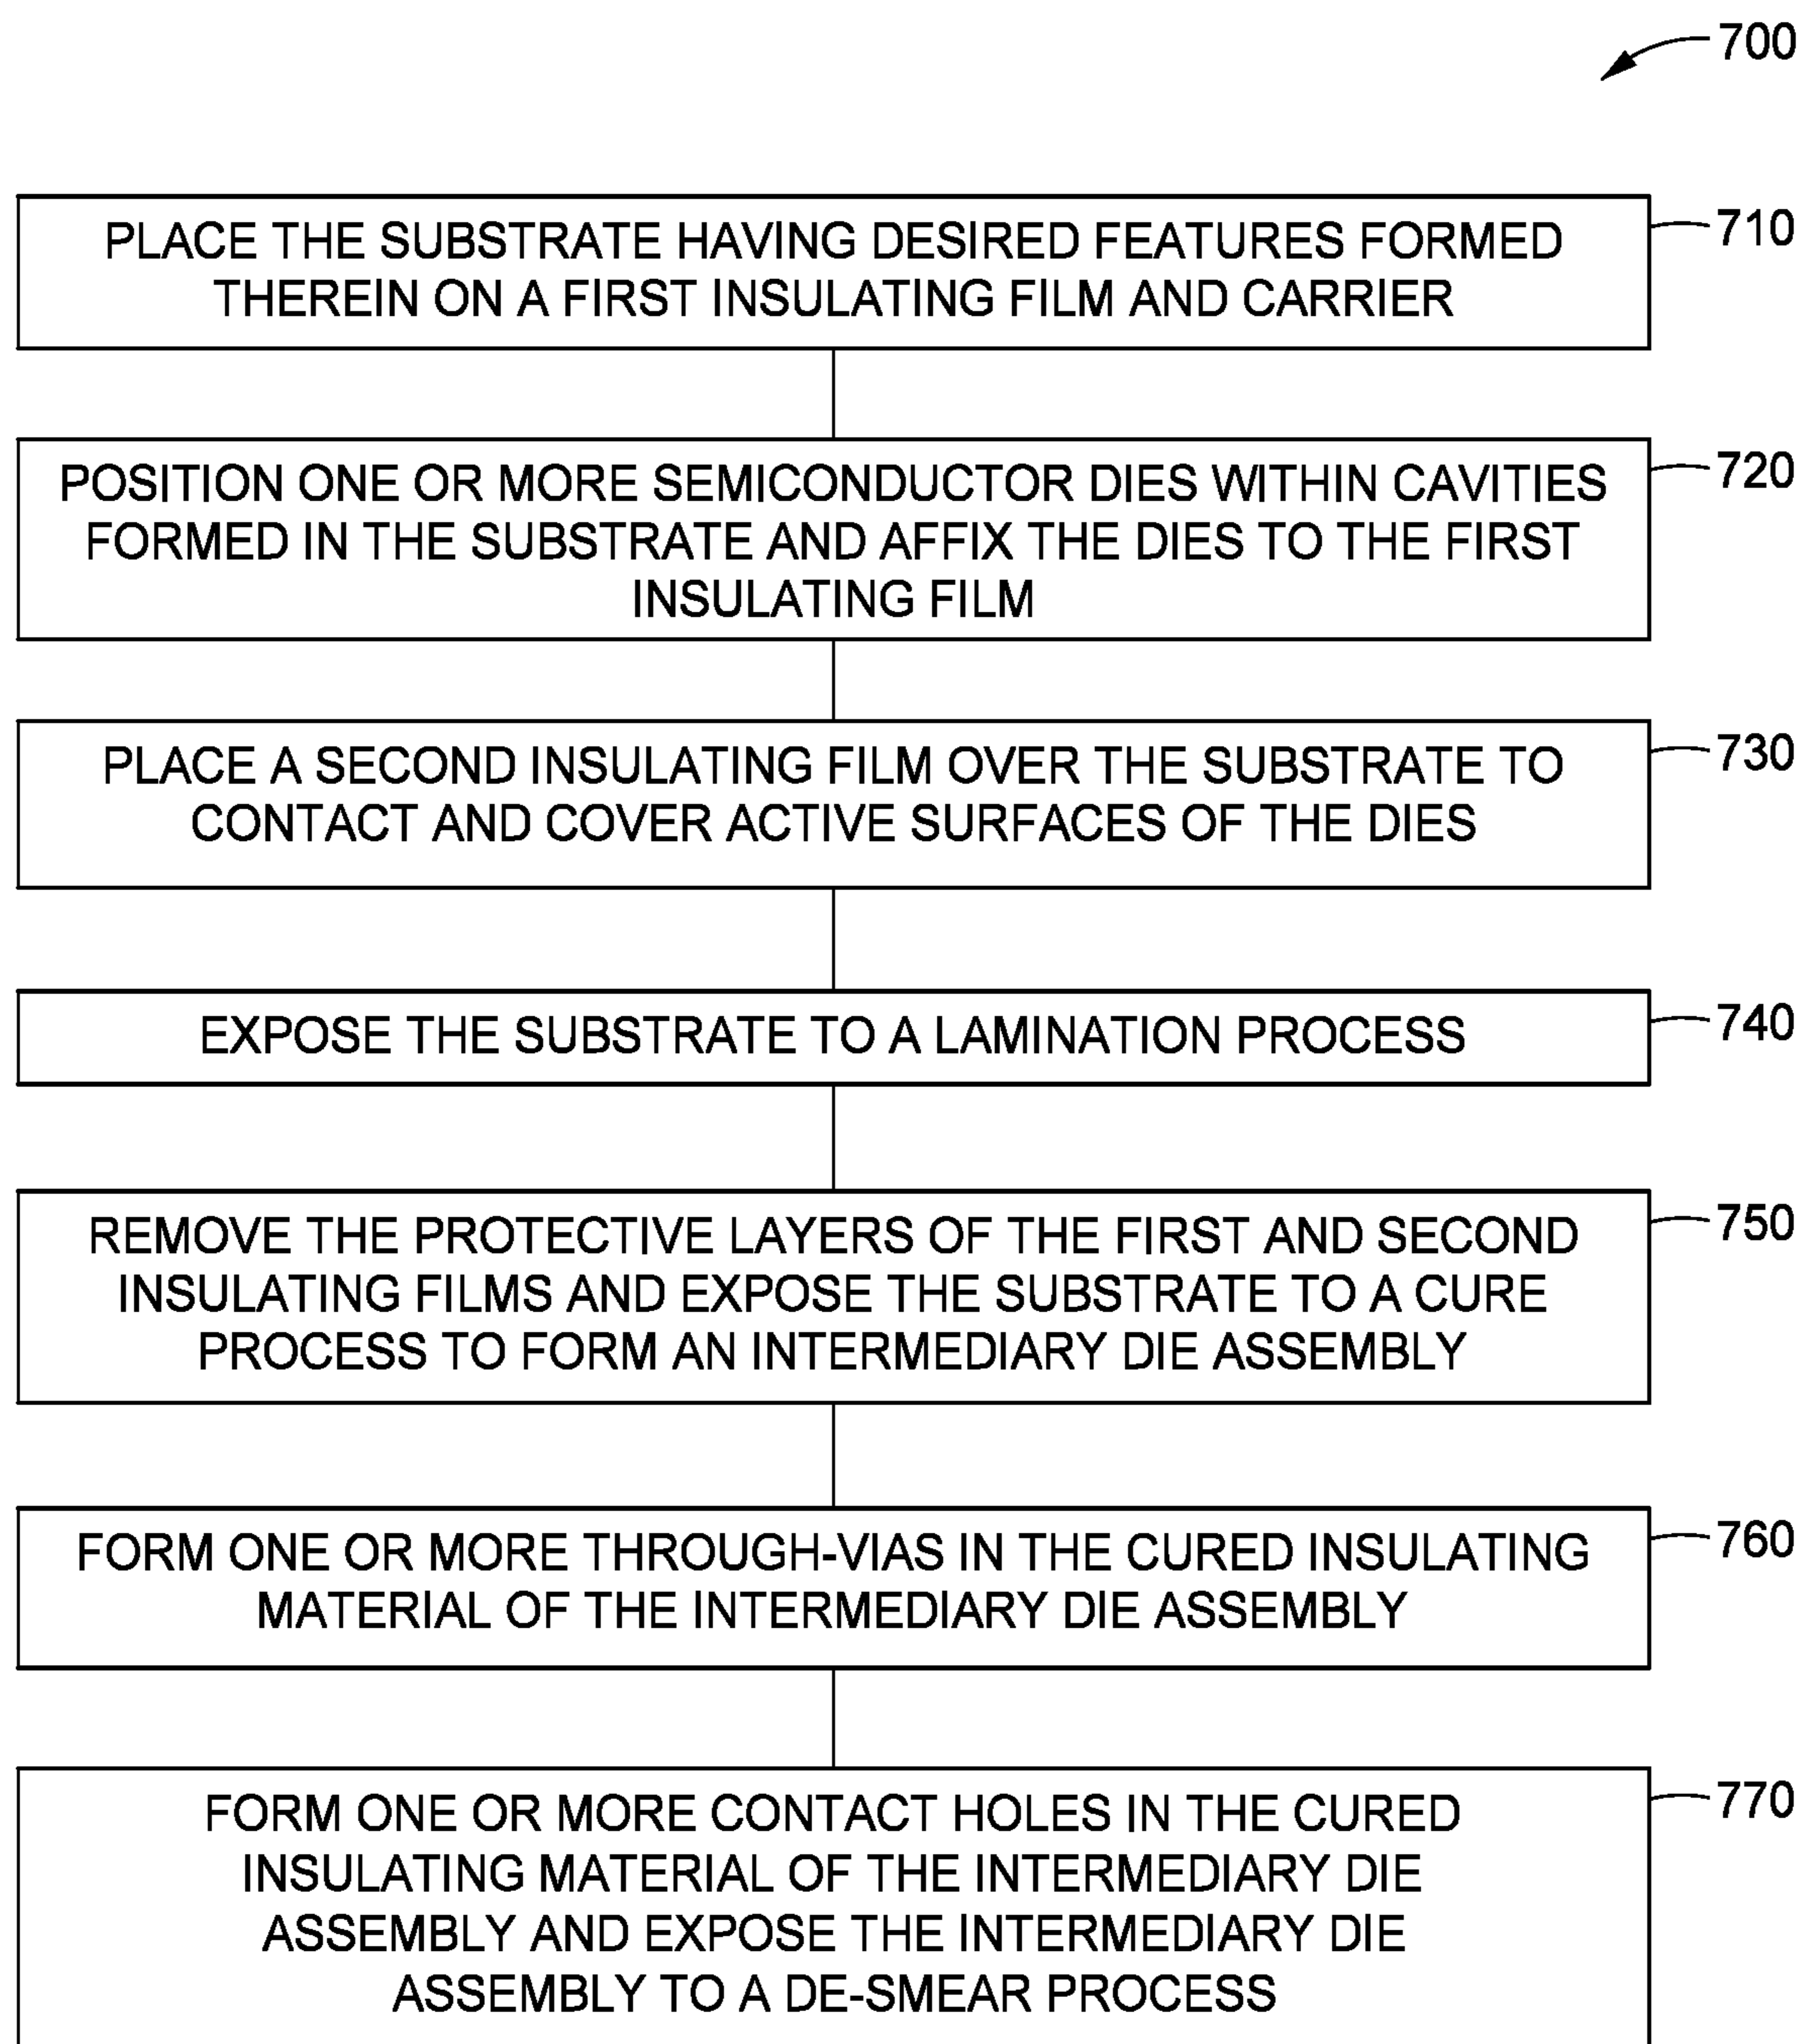 700
PLACE THE SUBSTRATE HAVING DESIRED FEATURES FORMED
THEREIN ON A FIRST INSULATING FILM AND CARRIER
710
POSITION ONE OR MORE SEMICONDUCTOR DIES WITHIN CAVITIES
FORMED IN THE SUBSTRATE AND AFFIX THE DIES TO THE FIRST
INSULATING FILM
720
PLACE A SECOND INSULATING FILM OVER THE SUBSTRATE TO
CONTACT AND COVER ACTIVE SURFACES OF THE DIES
730
EXPOSE THE SUBSTRATE TO A LAMINATION PROCESS
740
REMOVE THE PROTECTIVE LAYERS OF THE FIRST AND SECOND
INSULATING FILMS AND EXPOSE THE SUBSTRATE TO A CURE
PROCESS TO FORM AN INTERMEDIARY DIE ASSEMBLY
750
FORM ONE OR MORE THROUGH-VIAS IN THE CURED INSULATING
MATERIAL OF THE INTERMEDIARY DIE ASSEMBLY
760
FORM ONE OR MORE CONTACT HOLES IN THE CURED
INSULATING MATERIAL OF THE INTERMEDIARY DIE
ASSEMBLY AND EXPOSE THE INTERMEDIARY DIE
ASSEMBLY TO A DE-SMEAR PROCESS
770